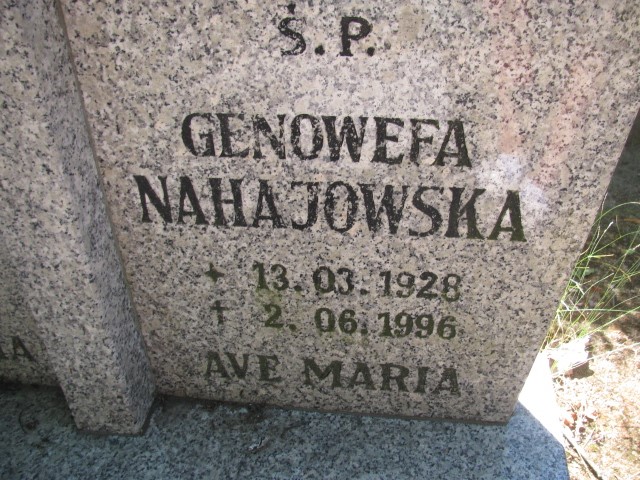 Ś.P.
GENOWEFA
NAHAJOWSKA
+ 13.03.1928
† 2.06.1996
AVE MARIA